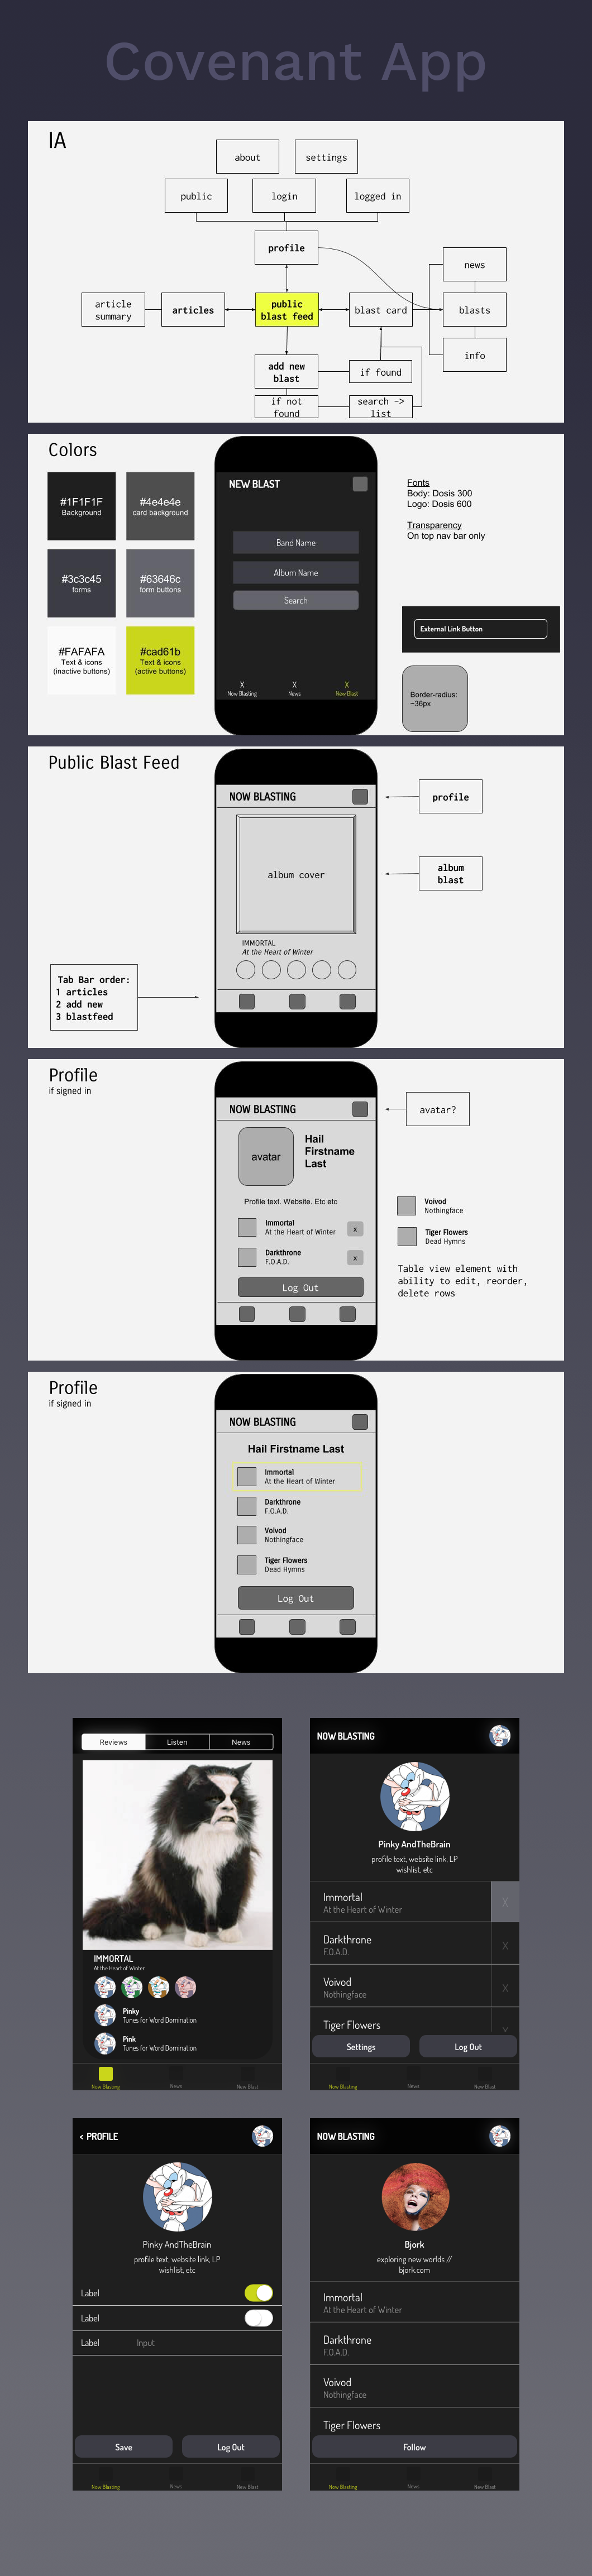 Covenant App
IA
about
settings
public
login
logged in
profile
news
article
summary
articles
public
blast feed
blast card
blasts
info
add new
blast
if found
if not
found
search ->
list
Colors
#1F1F1F
Background
#4e4e4e
card background
#3c3c45
forms
#63646c
form buttons
#FAFAFA
Text & icons
(inactive buttons)
#cad61b
Text & icons
(active buttons)
NEW BLAST
Band Name
Album Name
Search
X
Now Blasting
X
News
X
New Blast
Fonts
Body: Dosis 300
Logo: Dosis 600
Transparency
On top nav bar only
External Link Button
Border-radius:
~36px
Public Blast Feed
NOW BLASTING
album cover
IMMORTAL
At the Heart of Winter
profile
album
blast
Tab Bar order:
1 articles
2 add new
3 blastfeed
Profile
if signed in
NOW BLASTING
avatar
Hail
Firstname
Last
Profile text. Website. Etc etc
Immortal
At the Heart of Winter
x
Darkthrone
F.O.A.D.
x
Log Out
avatar?
Voivod
Nothingface
Tiger Flowers
Dead Hymns
Table view element with
ability to edit, reorder,
delete rows
Profile
if signed in
NOW BLASTING
Hail Firstname Last
Immortal
At the Heart of Winter
Darkthrone
F.O.A.D.
Voivod
Nothingface
Tiger Flowers
Dead Hymns
Log Out
Reviews
Listen
News
IMMORTAL
At the Heart of Winter
Pinky
Tunes for Word Domination
Pink
Tunes for Word Domination
Now Blasting
News
New Blast
NOW BLASTING
Pinky AndTheBrain
profile text, website link, LP
wishlist, etc
Immortal
At the Heart of Winter
X
Darkthrone
F.O.A.D.
X
Voivod
Nothingface
X
Tiger Flowers
X
Settings
Log Out
Now Blasting
News
New Blast
< PROFILE
Pinky AndTheBrain
profile text, website link, LP
wishlist, etc
Label
Label
Label
Input
Save
Log Out
Now Blasting
News
New Blast
NOW BLASTING
Bjork
exploring new worlds //
bjork.com
Immortal
At the Heart of Winter
Darkthrone
F.O.A.D.
Voivod
Nothingface
Tiger Flowers
Follow
Now Blasting
News
New Blast